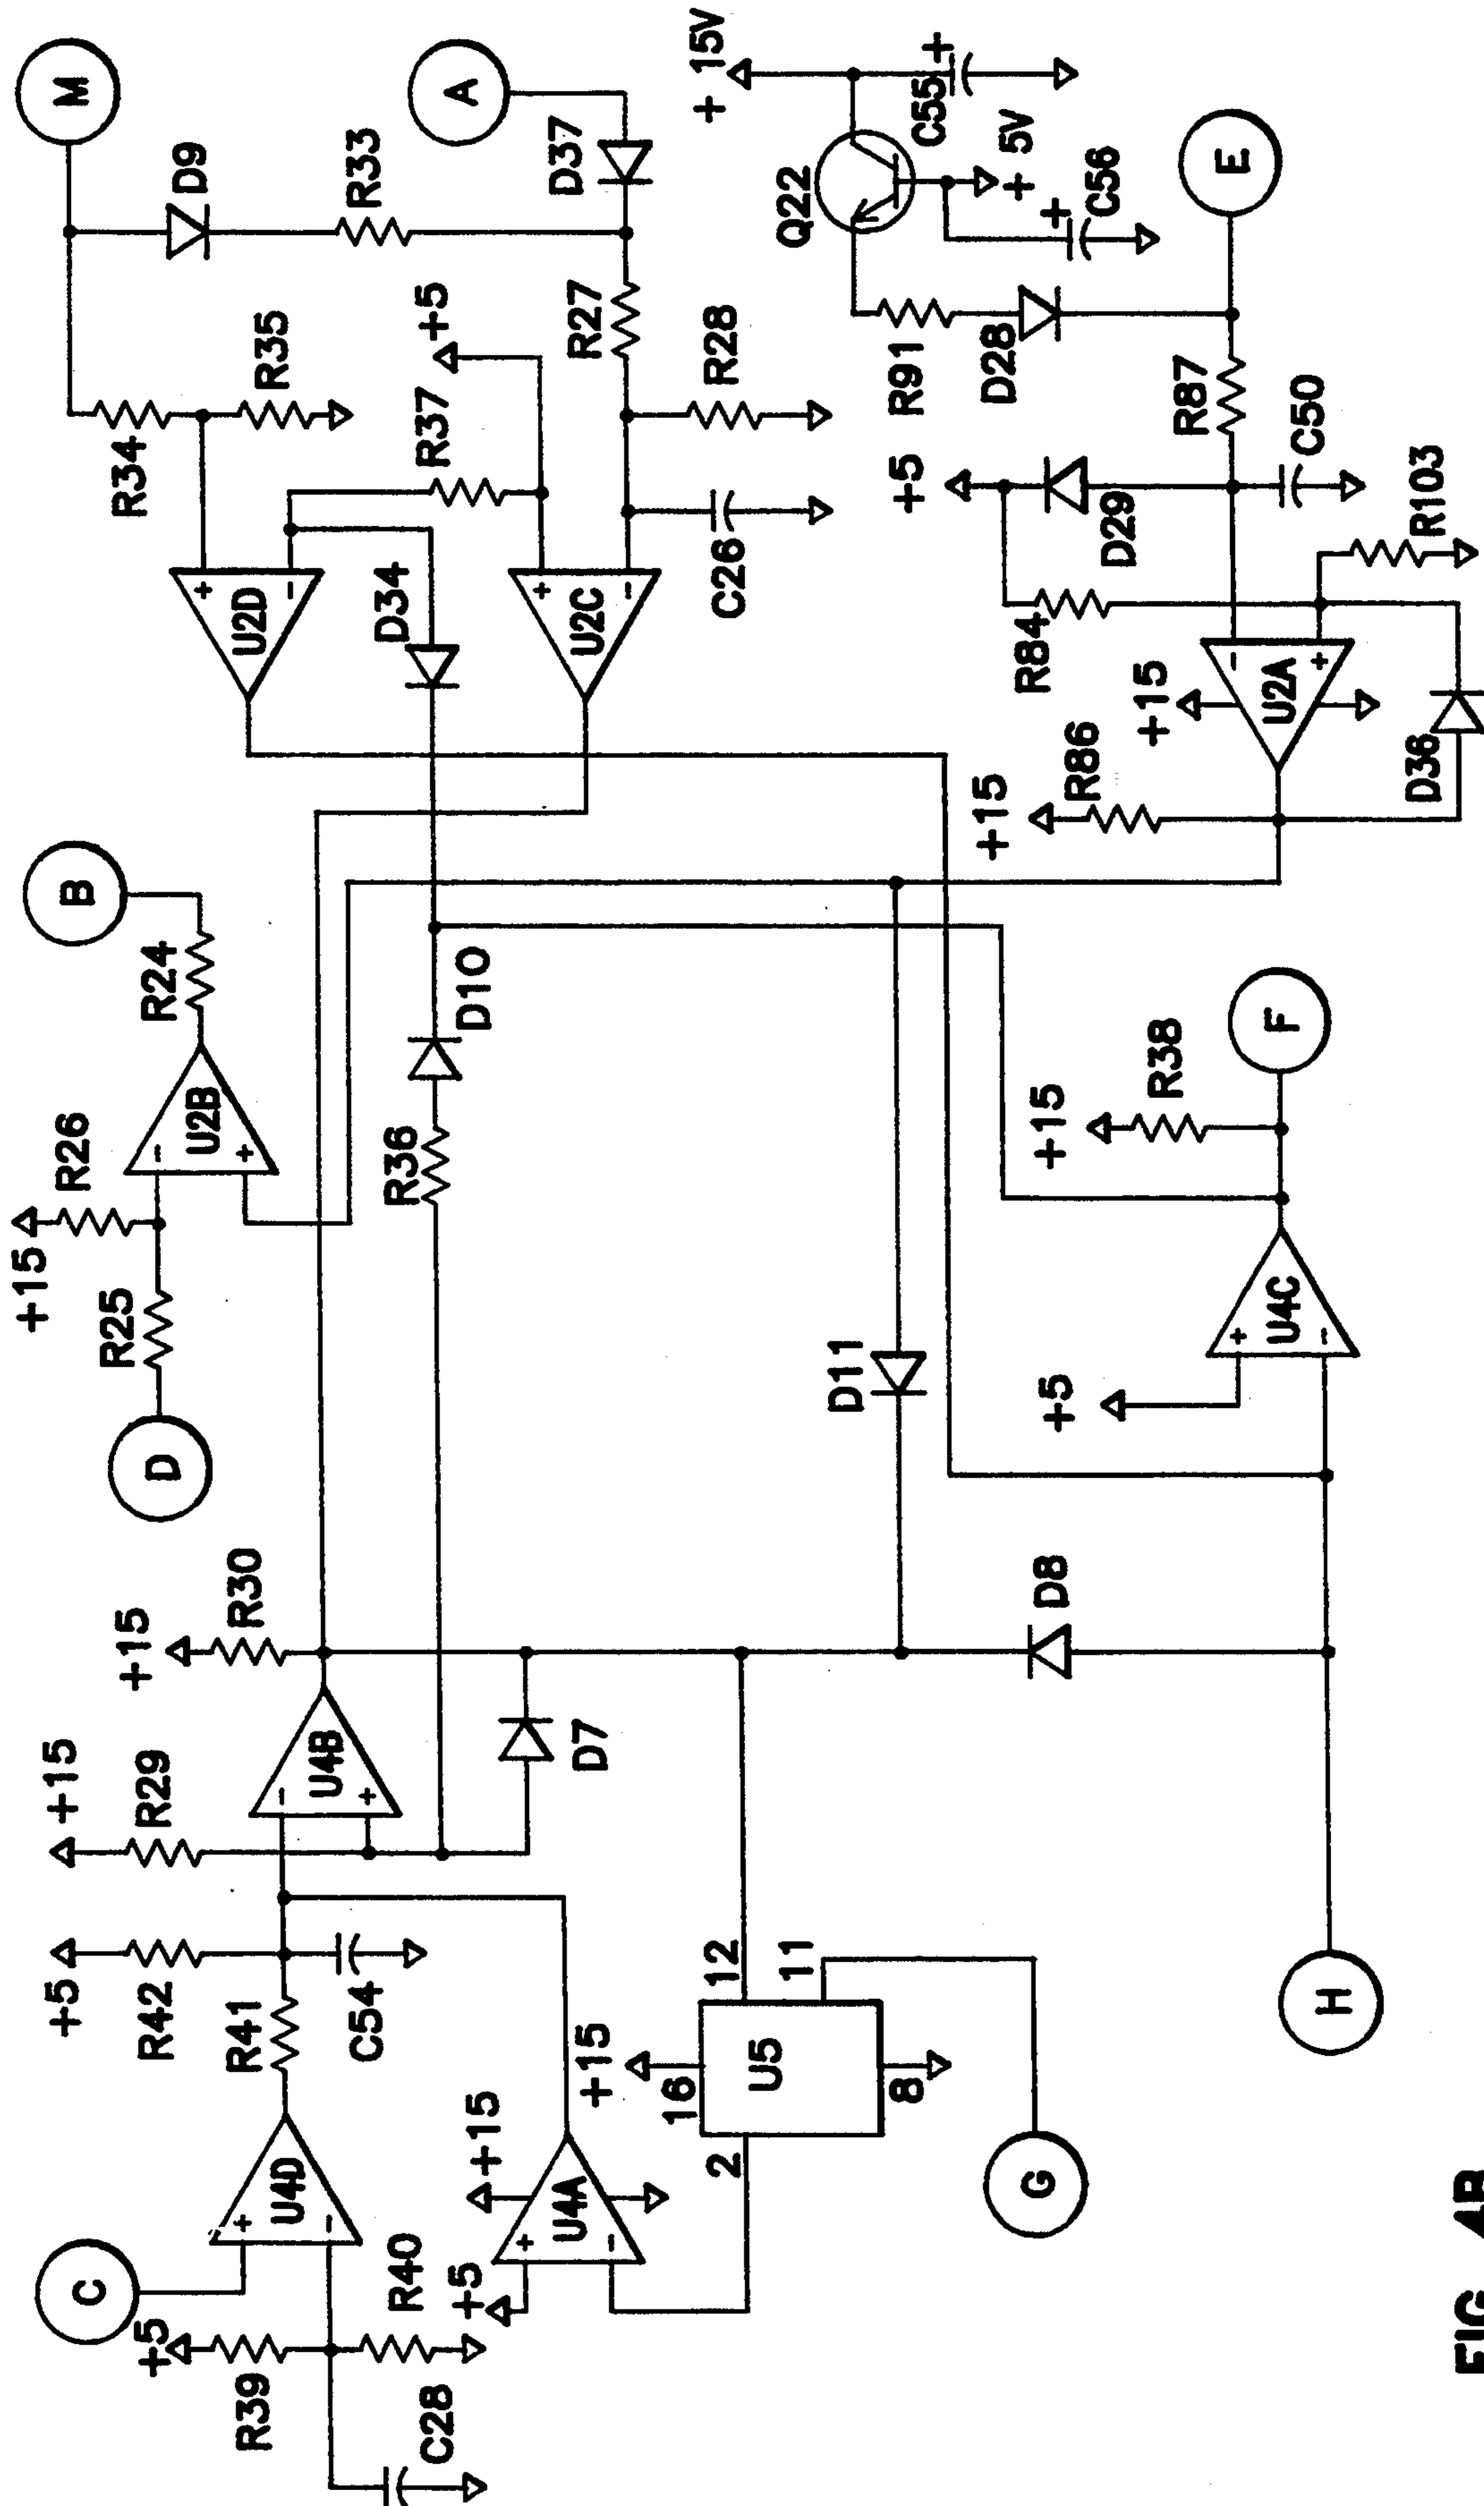 +15
C
+5
+15
R26
B
M
+5
R42
R29
+15
D
R25
R24
R34
D9
R39
+
−
U4D
R41
R30
−
+
U2B
+
−
U2D
R35
C54
−
+
U4B
R33
C28
R40
R36
D34
R37
+5
+5
+15
D10
A
+
−
U4A
+15
D7
+
−
U2C
R27
D37
16
2
U5
12
11
C26
R28
+15V
Q22
8
D11
+5
R91
C55
+
G
+15
D28
+5V
D8
+5
+15
R84
+
C56
R86
R38
D29
+15
R87
H
+
−
U4C
F
−
+
U2A
C50
E
D36
R103
FIG. 4B